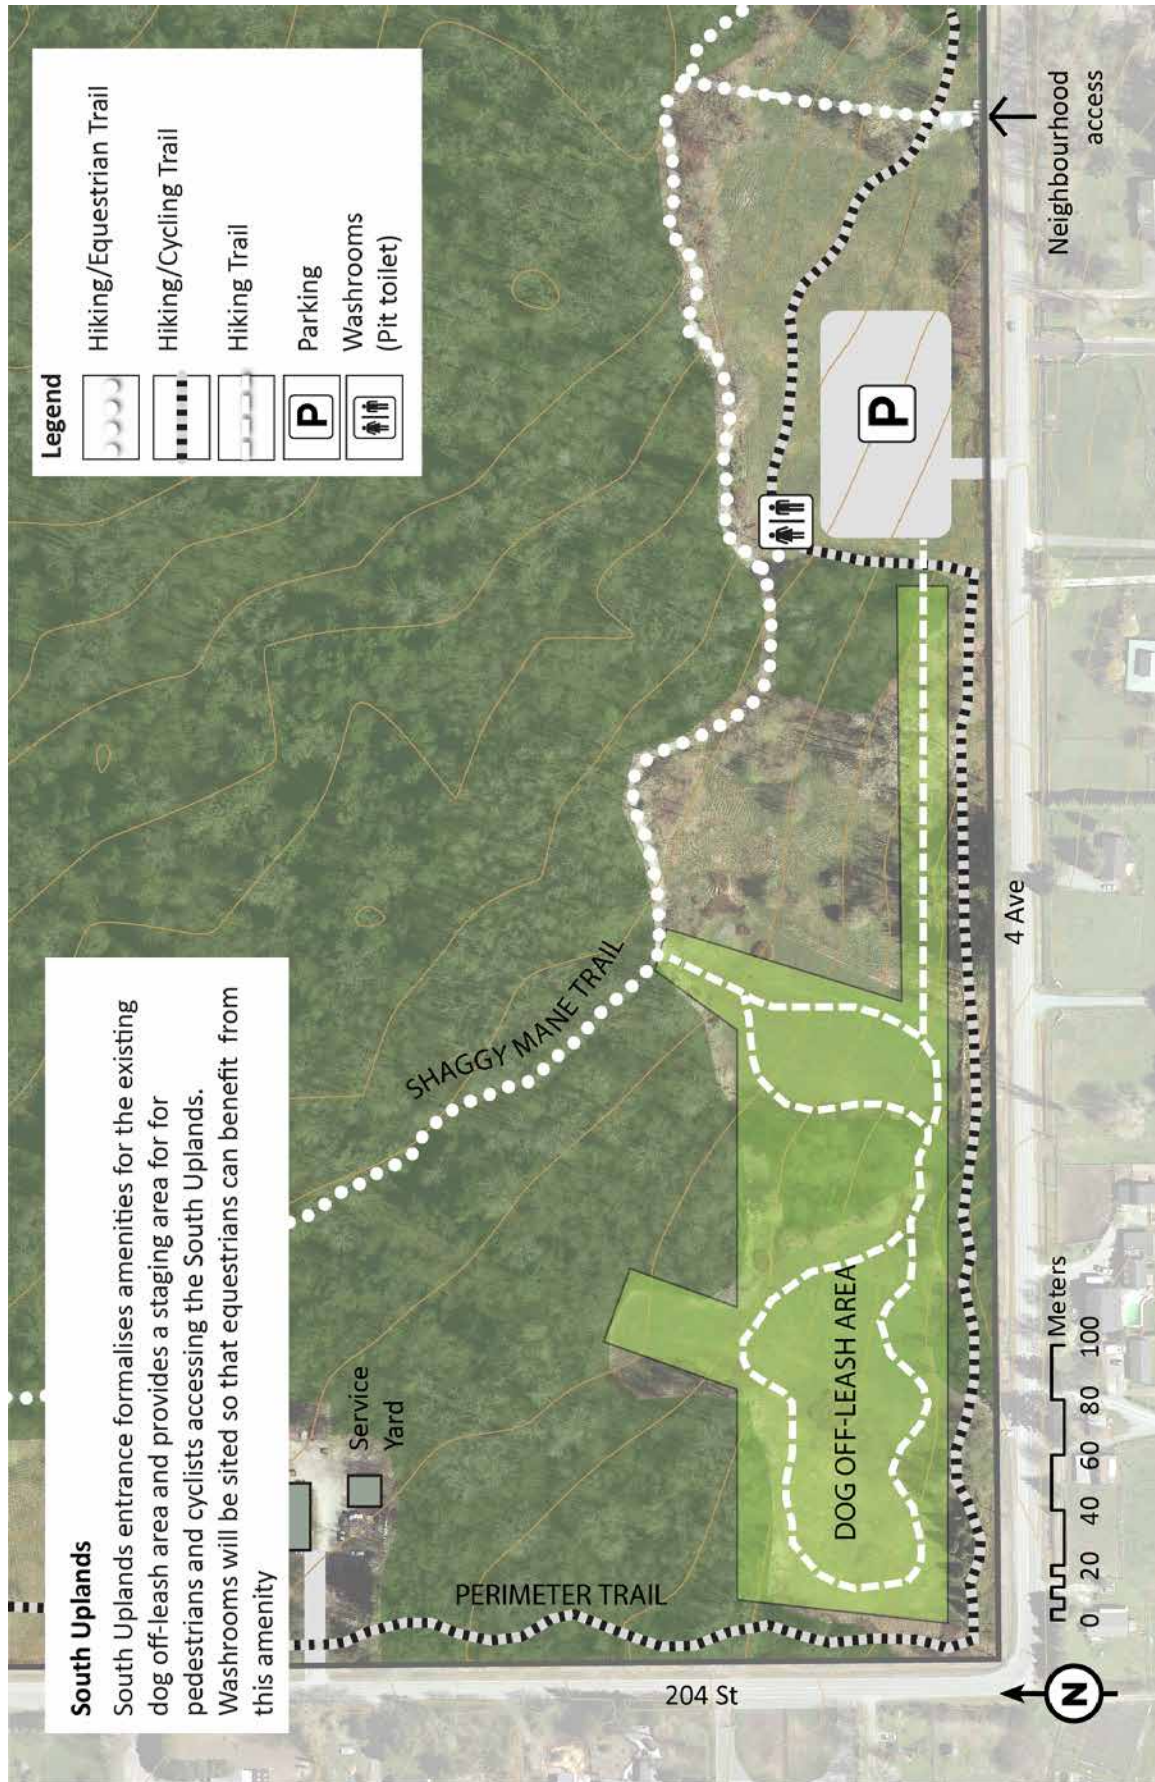 South Uplands
South Uplands entrance formalises amenities for the existing
dog off-leash area and provides a staging area for for
pedestrians and cyclists accessing the South Uplands.
Washrooms will be sited so that equestrians can benefit from
this amenity
Legend
Hiking/Equestrian Trail
Hiking/Cycling Trail
Hiking Trail
P
Parking
Washrooms
(Pit toilet)
Service
Yard
SHAGGY MANE TRAIL
PERIMETER TRAIL
DOG OFF-LEASH AREA
P
204 St
4 Ave
Neighbourhood
access
N
0 20 40 60 80 100
Meters